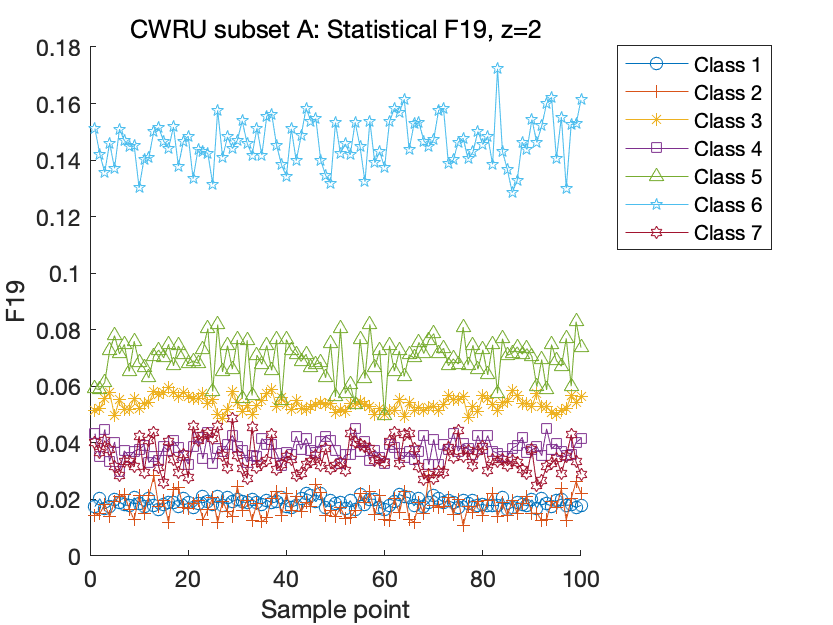 CWRU subset A: Statistical F19, z=2
0.18
0.16
0.14
0.12
0.1
0.08
0.06
0.04
0.02
0
F19
0 20 40 60 80 100
Sample point
Class 1
Class 2
Class 3
Class 4
Class 5
Class 6
Class 7